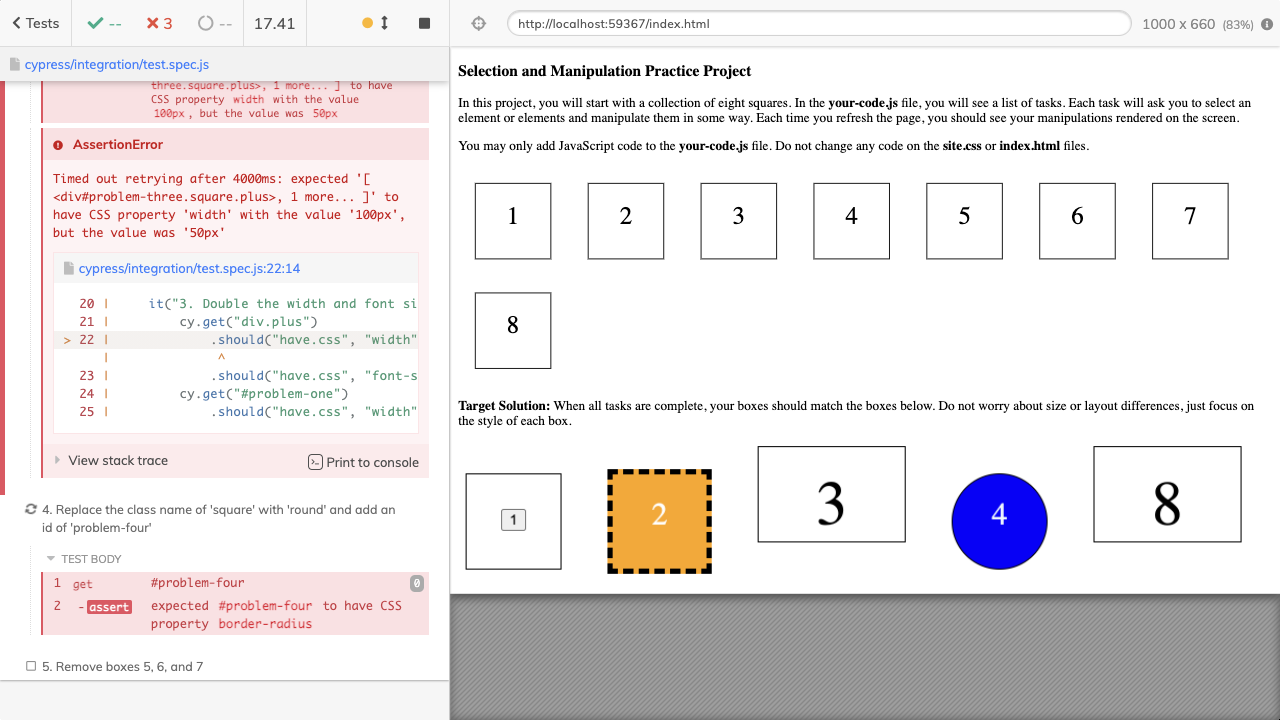 Tests
--
3
--
17.41
http://localhost:59367/index.html
1000 x 660 (83%)
cypress/integration/test.spec.js
three.square.plus>, 1 more... ] to have
CSS property width with the value
100px, but the value was 50px
AssertionError
Timed out retrying after 4000ms: expected '[
<div#problem-three.square.plus>, 1 more... ]' to
have CSS property 'width' with the value '100px',
but the value was '50px'
cypress/integration/test.spec.js:22:14
20 | it("3. Double the width and font si
21 | cy.get("div.plus")
> 22 | .should("have.css", "width"
| ^
23 | .should("have.css", "font-s
24 | cy.get("#problem-one")
25 | .should("have.css", "width"
View stack trace
Print to console
4. Replace the class name of 'square' with 'round' and add an
id of 'problem-four'
TEST BODY
1 get #problem-four 0
2 -assert expected #problem-four to have CSS
property border-radius
5. Remove boxes 5, 6, and 7
Selection and Manipulation Practice Project
In this project, you will start with a collection of eight squares. In the your-code.js file, you will see a list of tasks. Each task will ask you to select an
element or elements and manipulate them in some way. Each time you refresh the page, you should see your manipulations rendered on the screen.
You may only add JavaScript code to the your-code.js file. Do not change any code on the site.css or index.html files.
1 2 3 4 5 6 7
8
Target Solution: When all tasks are complete, your boxes should match the boxes below. Do not worry about size or layout differences, just focus on
the style of each box.
1 2 3 4 8